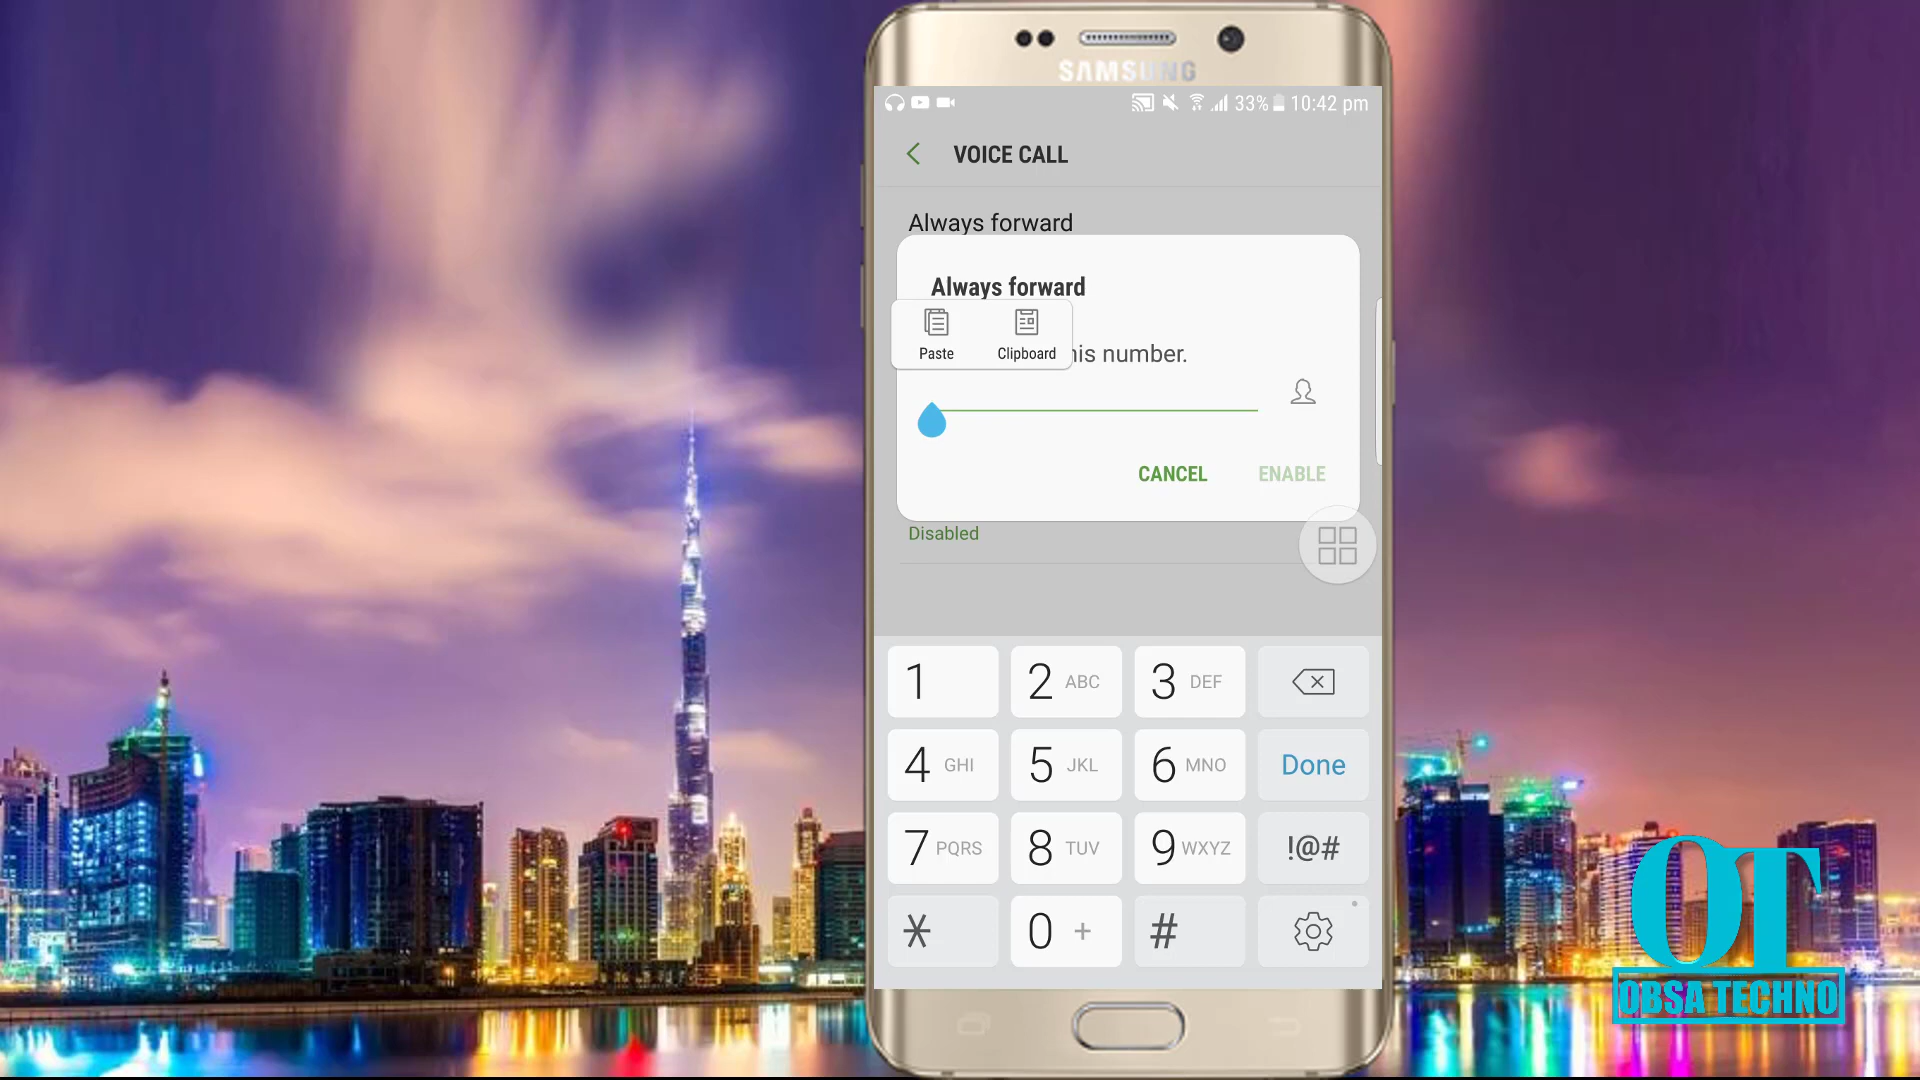 SAMSUNG
33% 10:42 pm
VOICE CALL
Always forward
Always forward
Paste
Clipboard
his number.
CANCEL
ENABLE
Disabled
1
2 ABC
3 DEF
4 GHI
5 JKL
6 MNO
Done
7 PQRS
8 TUV
9 WXYZ
!@#
*
0 +
#
OT
OBSA TECHNO